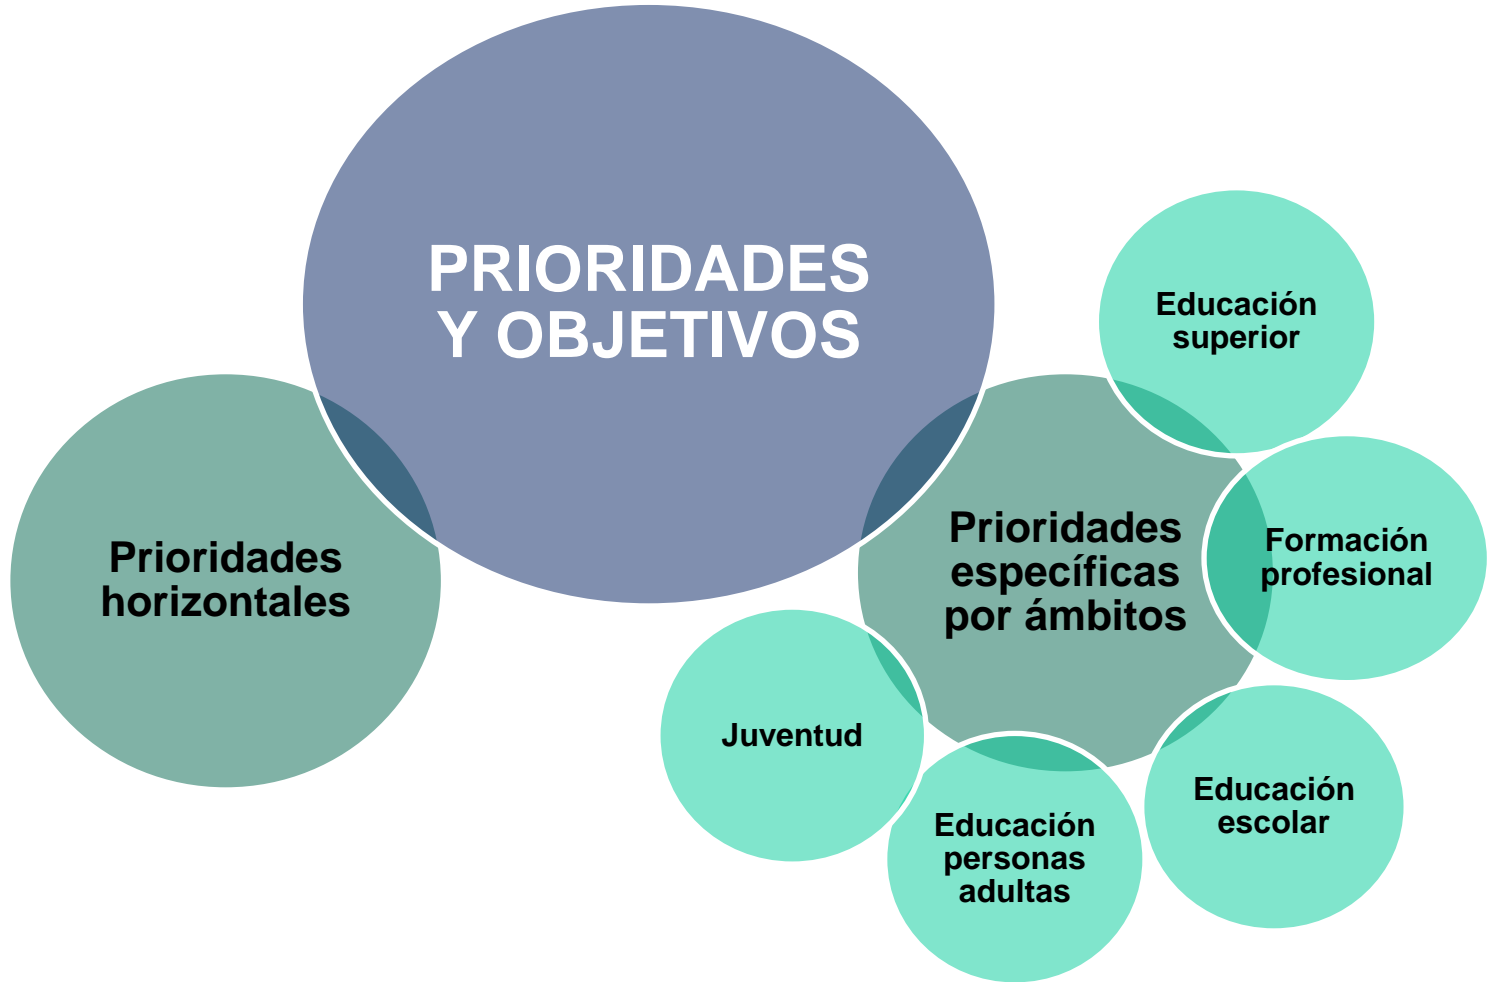 PRIORIDADES
Y OBJETIVOS
Prioridades
horizontales
Prioridades
específicas
por ámbitos
Educación
superior
Formación
profesional
Educación
escolar
Educación
personas
adultas
Juventud